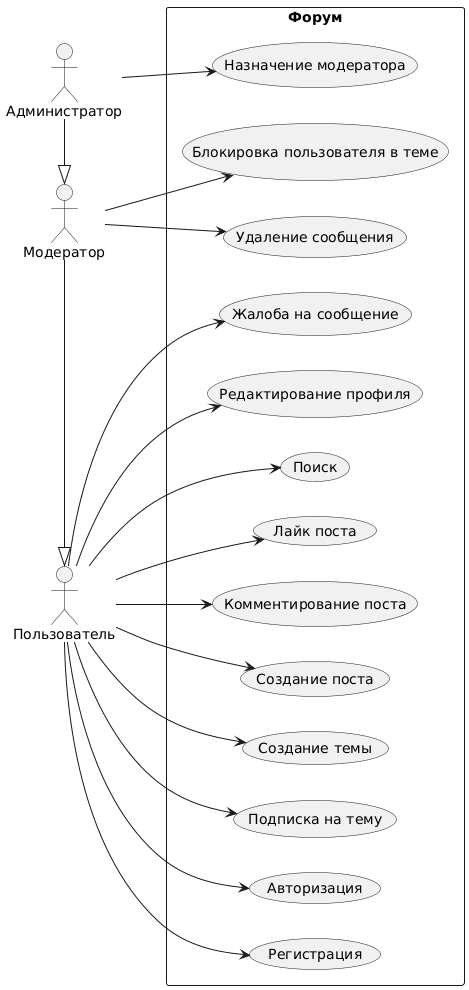 Форум
Администратор
Назначение модератора
Модератор
Блокировка пользователя в теме
Удаление сообщения
Жалоба на сообщение
Редактирование профиля
Поиск
Лайк поста
Пользователь
Комментирование поста
Создание поста
Создание темы
Подписка на тему
Авторизация
Регистрация